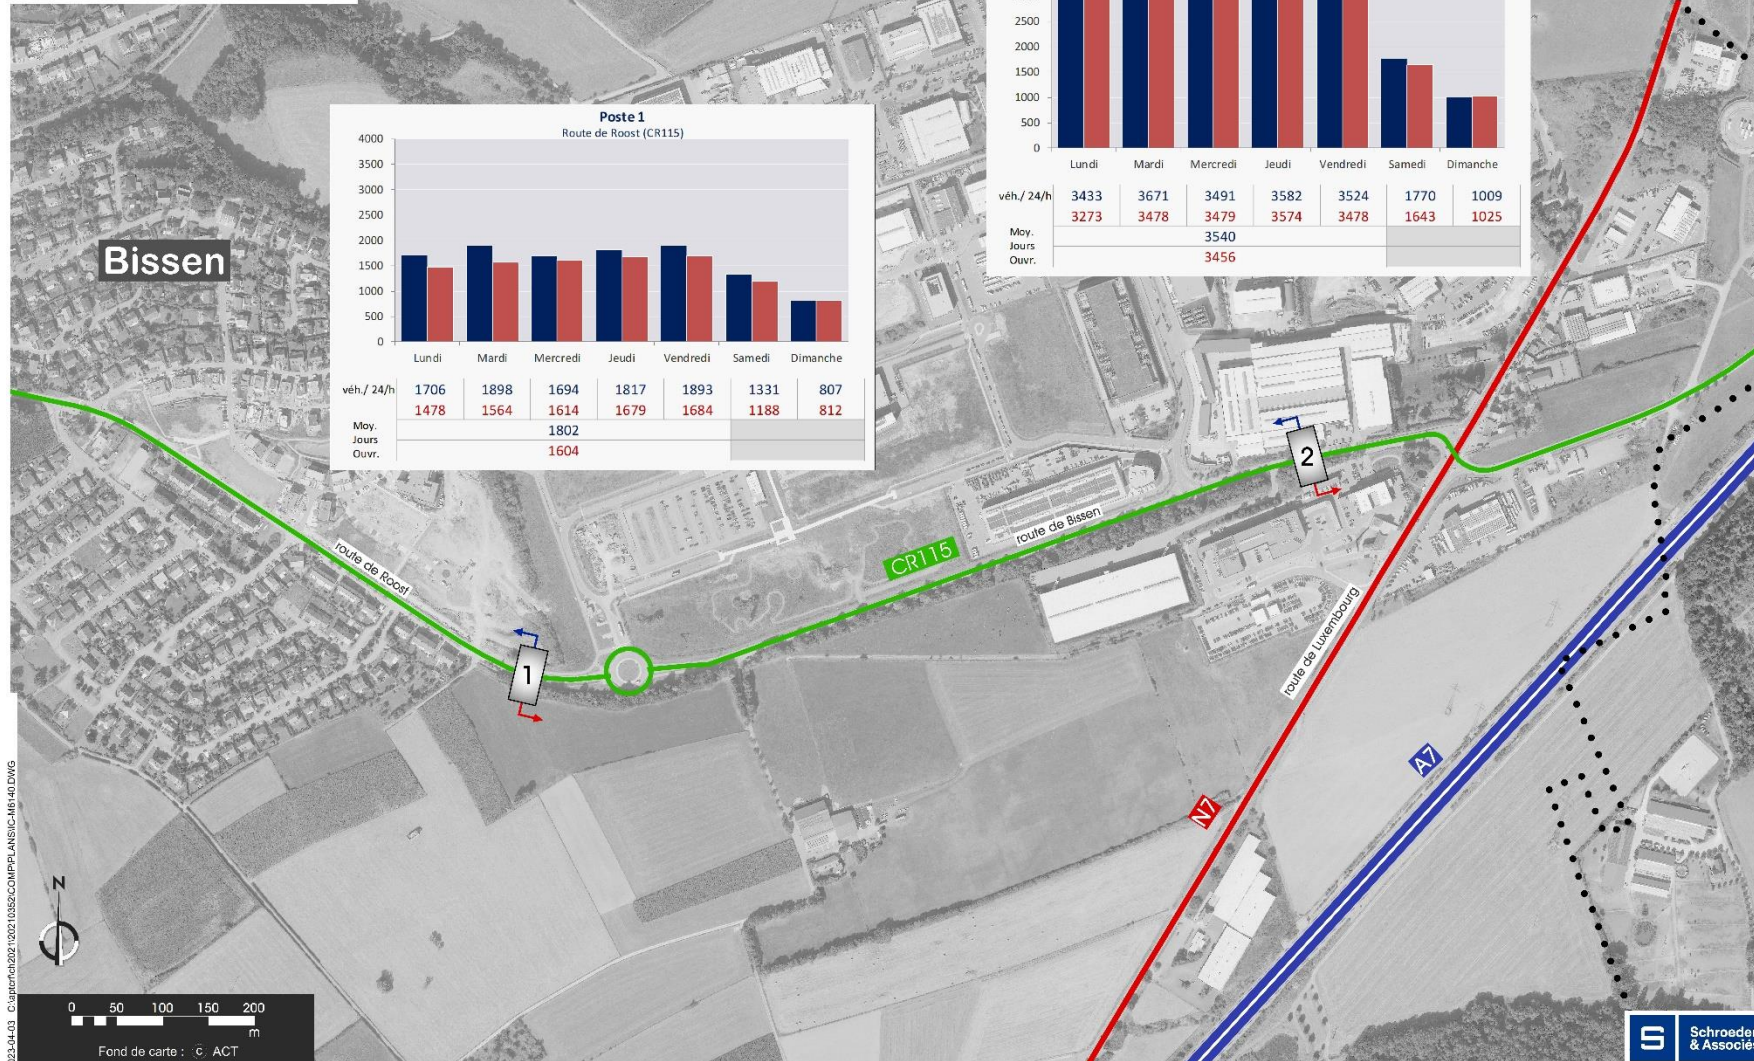 2500
2000
1500
1000
500
0
Lundi Mardi Mercredi Jeudi Vendredi Samedi Dimanche
véh./ 24/h 3433 3671 3491 3582 3524 1770 1009
3273 3478 3479 3574 3478 1643 1025
Moy.
Jours
Ouvr.
3540
3456
Poste 1
Route de Roost (CR115)
4000
3500
3000
2500
2000
1500
1000
500
0
Lundi Mardi Mercredi Jeudi Vendredi Samedi Dimanche
véh./ 24/h 1706 1898 1694 1817 1893 1331 807
1478 1564 1614 1679 1684 1188 812
Moy.
Jours
Ouvr.
1802
1604
Bissen
2
route de Bissen
CR115
route de Roost
1
route de Luxembourg
A7
N7
N
0 50 100 150 200
m
Fond de carte : © ACT
S Schroeder
& Associés